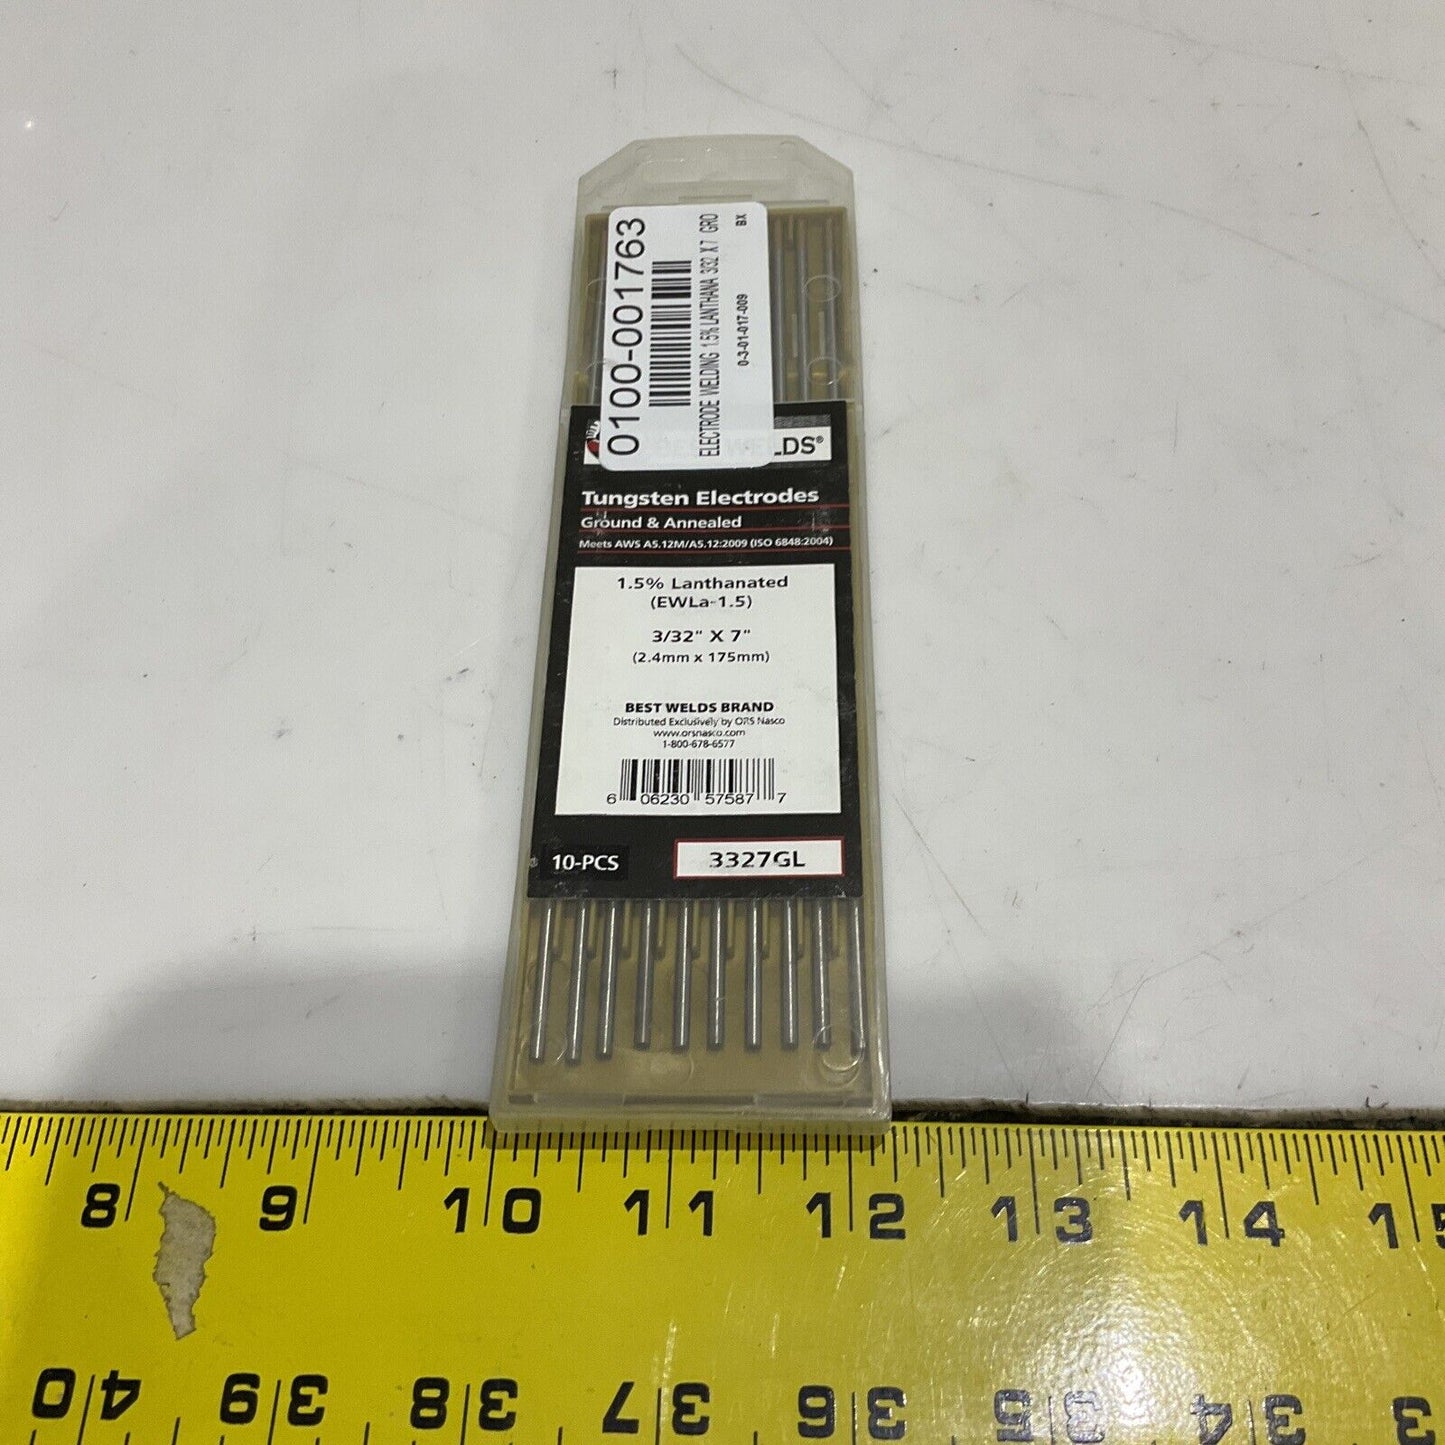 0100-001763
ELECTRODE WELDING 1.5% LANTHANA 3/32 X 7 GRO
0-3-01-017-009
BX
LDS®
Tungsten Electrodes
Ground & Annealed
Meets AWS A5.12M/A5.12:2009 (ISO 6848:2004)
1.5% Lanthanated
(EWLa-1.5)
3/32" X 7"
(2.4mm x 175mm)
BEST WELDS BRAND
Distributed Exclusively by ORS Nasco
www.orsnasco.com
1-800-678-6577
6 06230 57587 7
10-PCS
3327GL
8 9 10 11 12 13 14 15
40 39 38 37 36 35 34 3